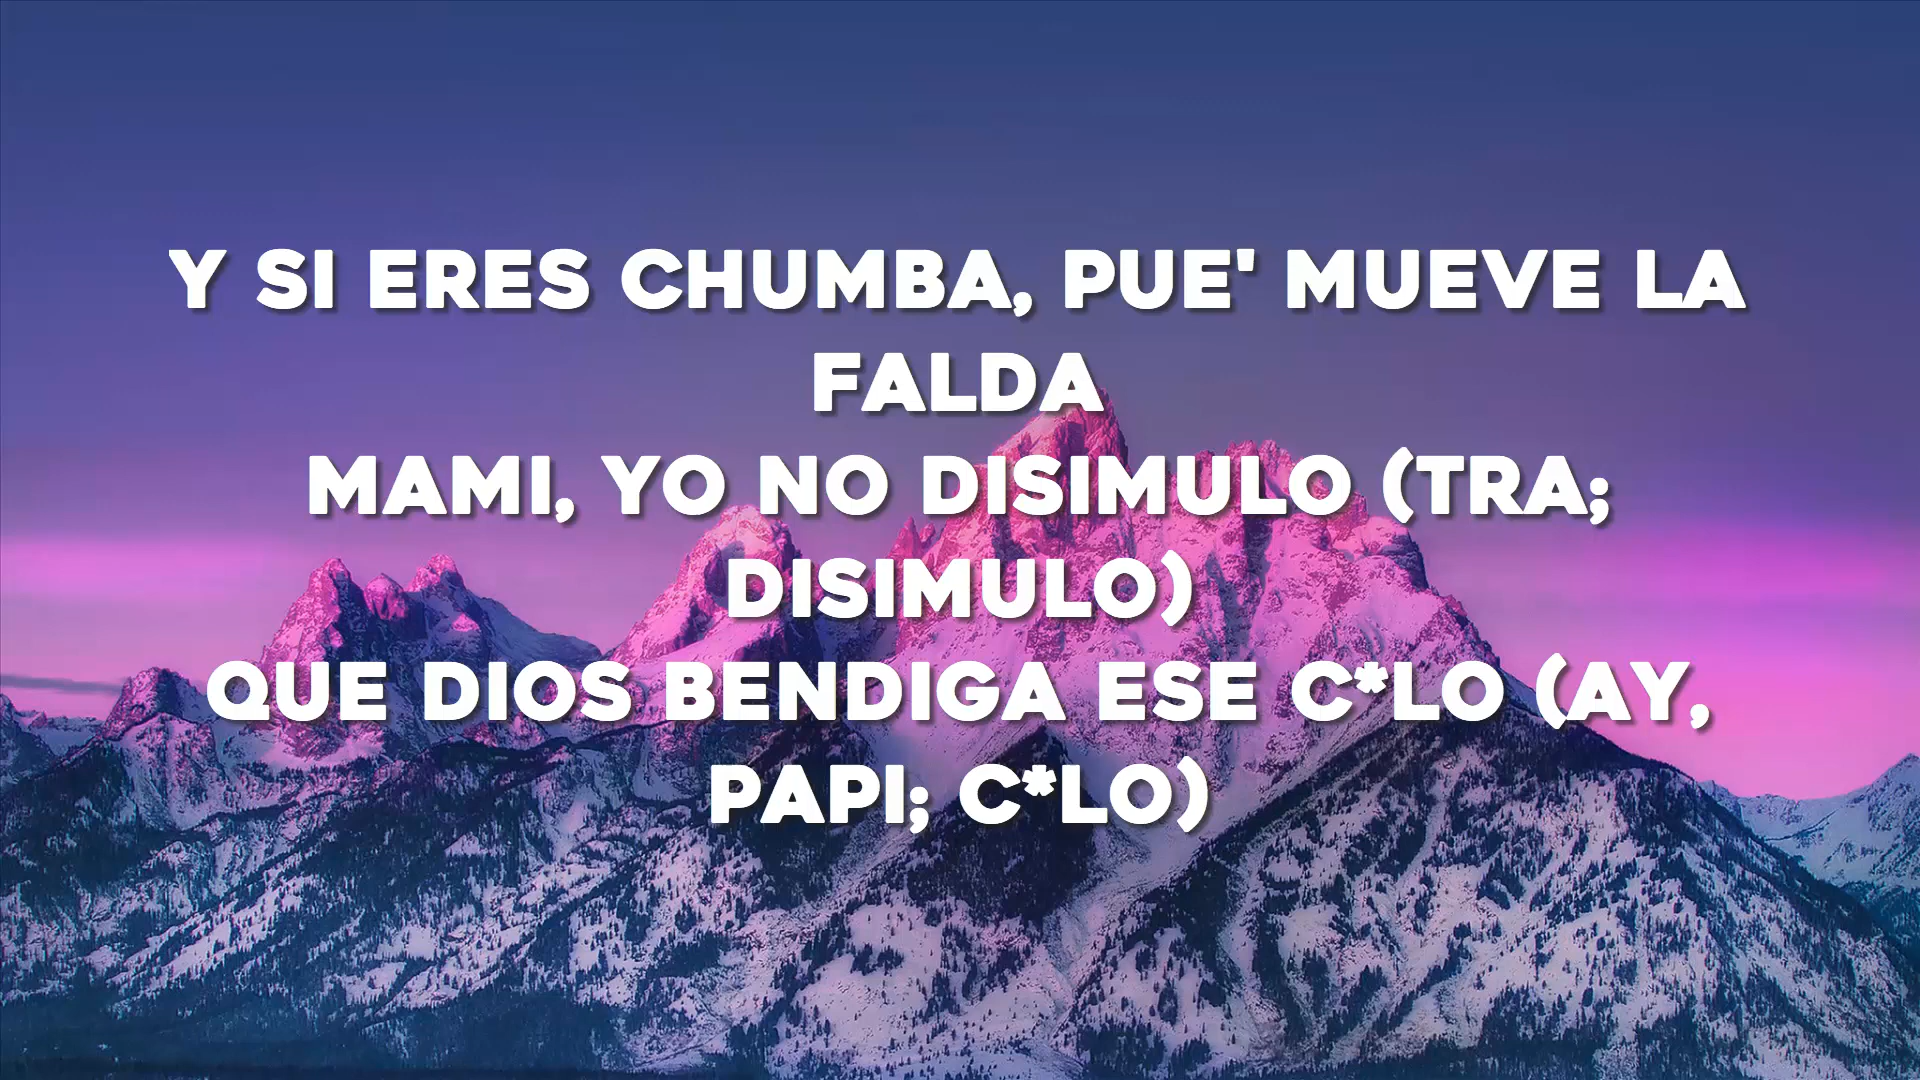 Y SI ERES CHUMBA, PUE' MUEVE LA
FALDA
MAMI, YO NO DISIMULO (TRA;
DISIMULO)
QUE DIOS BENDIGA ESE C*LO (AY,
PAPI; C*LO)